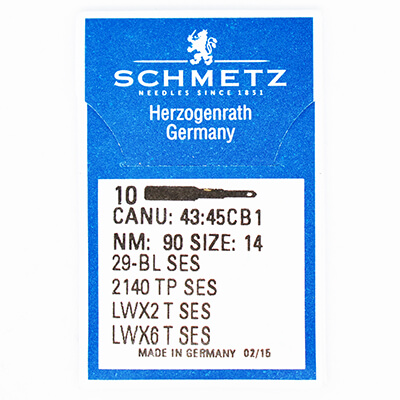 SCHMETZ
NEEDLES SINCE 1851
Herzogenrath
Germany
10
CANU: 43:45CB1
NM: 90 SIZE: 14
29-BL SES
2140 TP SES
LWX2 T SES
LWX6 T SES
MADE IN GERMANY 02/15